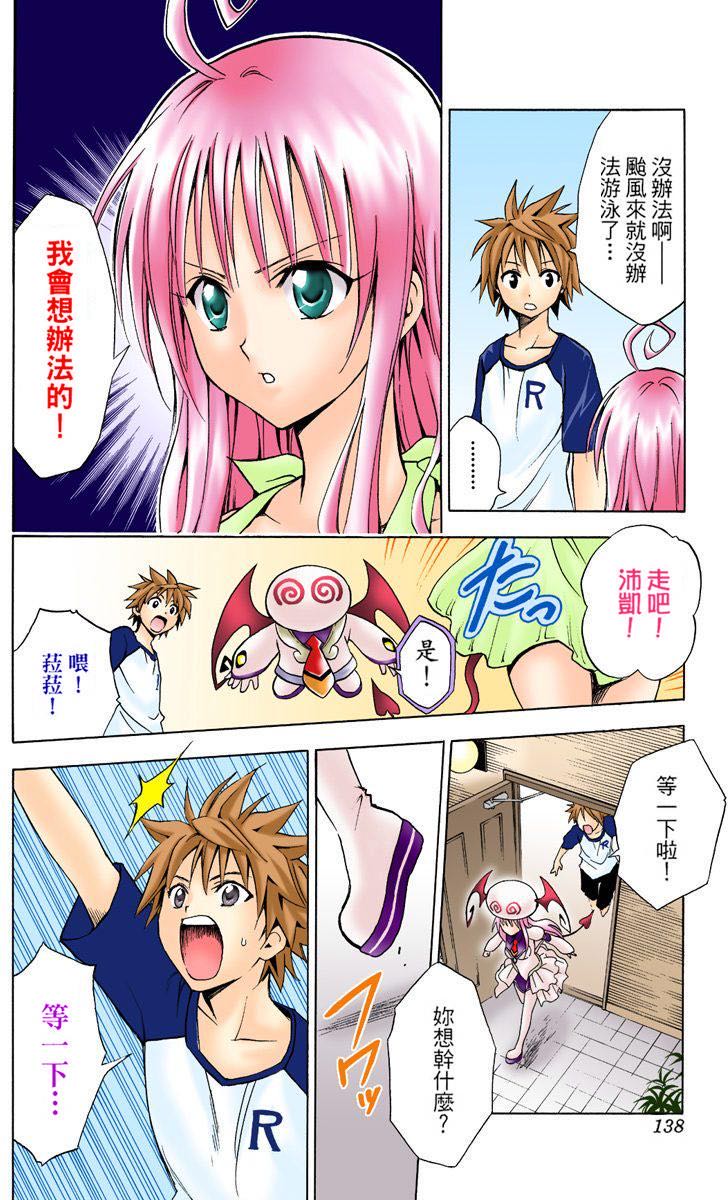 沒辦法啊——
颱風來就沒辦
法游泳了…
R
………
我會想辦法的！
走吧！
沛凱！
たっ
是！
喂！
菈菈！
等一下啦！
R
妳想幹什麼？
フワッ
等一下…
R
138